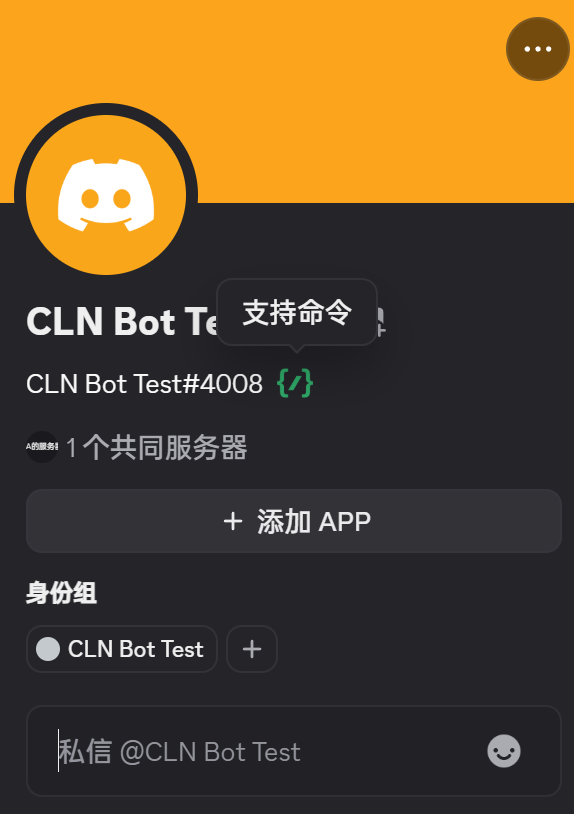 CLN Bot Te
支持命令
CLN Bot Test#4008 {/}
A的服务器
1 个共同服务器
+ 添加 APP
身份组
CLN Bot Test +
私信 @CLN Bot Test